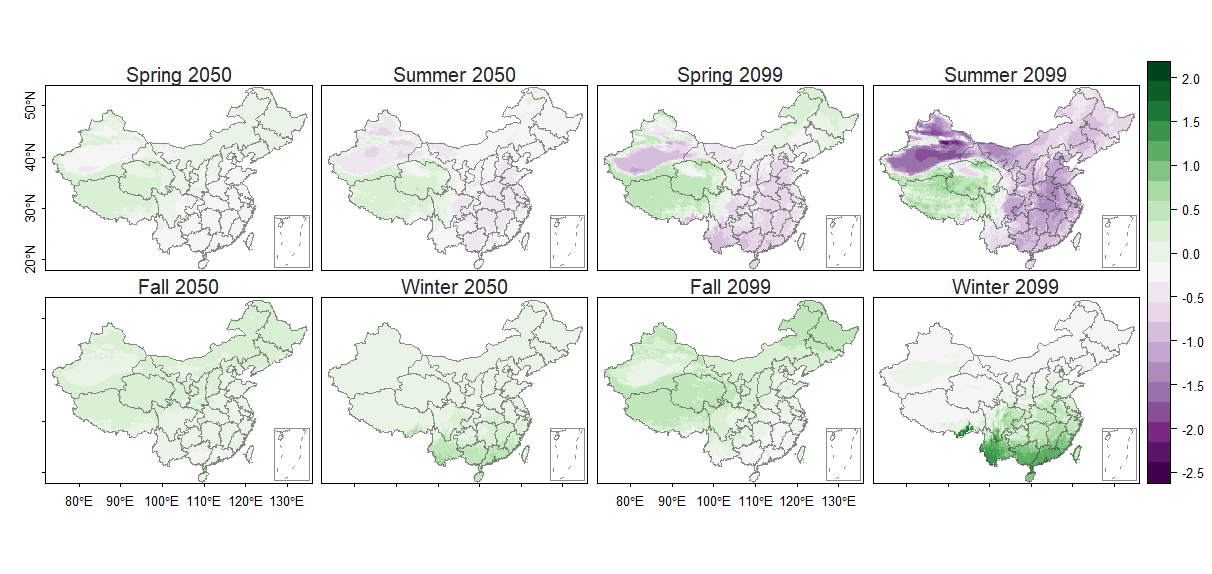 Spring 2050 Summer 2050 Spring 2099 Summer 2099
50°N
40°N
30°N
20°N
Fall 2050 Winter 2050 Fall 2099 Winter 2099
80°E 90°E 100°E 110°E 120°E 130°E
80°E 90°E 100°E 110°E 120°E 130°E
2.0
1.5
1.0
0.5
0.0
-0.5
-1.0
-1.5
-2.0
-2.5